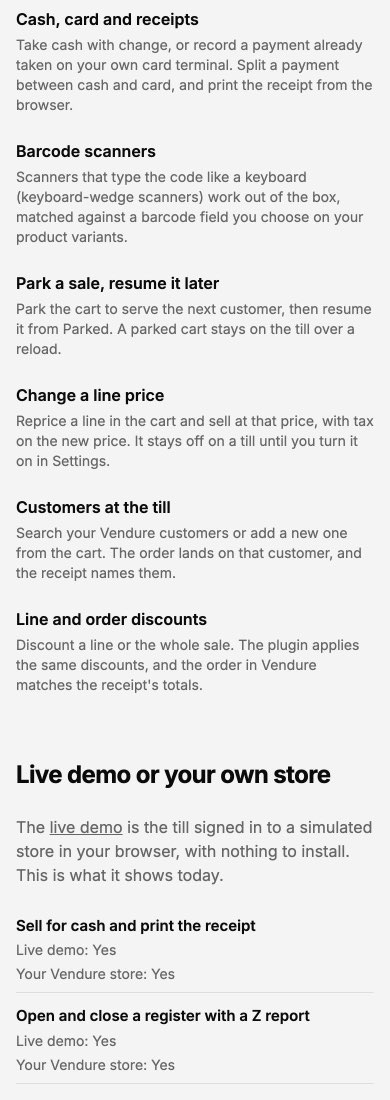 Cash, card and receipts
Take cash with change, or record a payment already
taken on your own card terminal. Split a payment
between cash and card, and print the receipt from the
browser.
Barcode scanners
Scanners that type the code like a keyboard
(keyboard-wedge scanners) work out of the box,
matched against a barcode field you choose on your
product variants.
Park a sale, resume it later
Park the cart to serve the next customer, then resume
it from Parked. A parked cart stays on the till over a
reload.
Change a line price
Reprice a line in the cart and sell at that price, with tax
on the new price. It stays off on a till until you turn it
on in Settings.
Customers at the till
Search your Vendure customers or add a new one
from the cart. The order lands on that customer, and
the receipt names them.
Line and order discounts
Discount a line or the whole sale. The plugin applies
the same discounts, and the order in Vendure
matches the receipt's totals.
Live demo or your own store
The live demo is the till signed in to a simulated
store in your browser, with nothing to install.
This is what it shows today.
Sell for cash and print the receipt
Live demo: Yes
Your Vendure store: Yes
Open and close a register with a Z report
Live demo: Yes
Your Vendure store: Yes